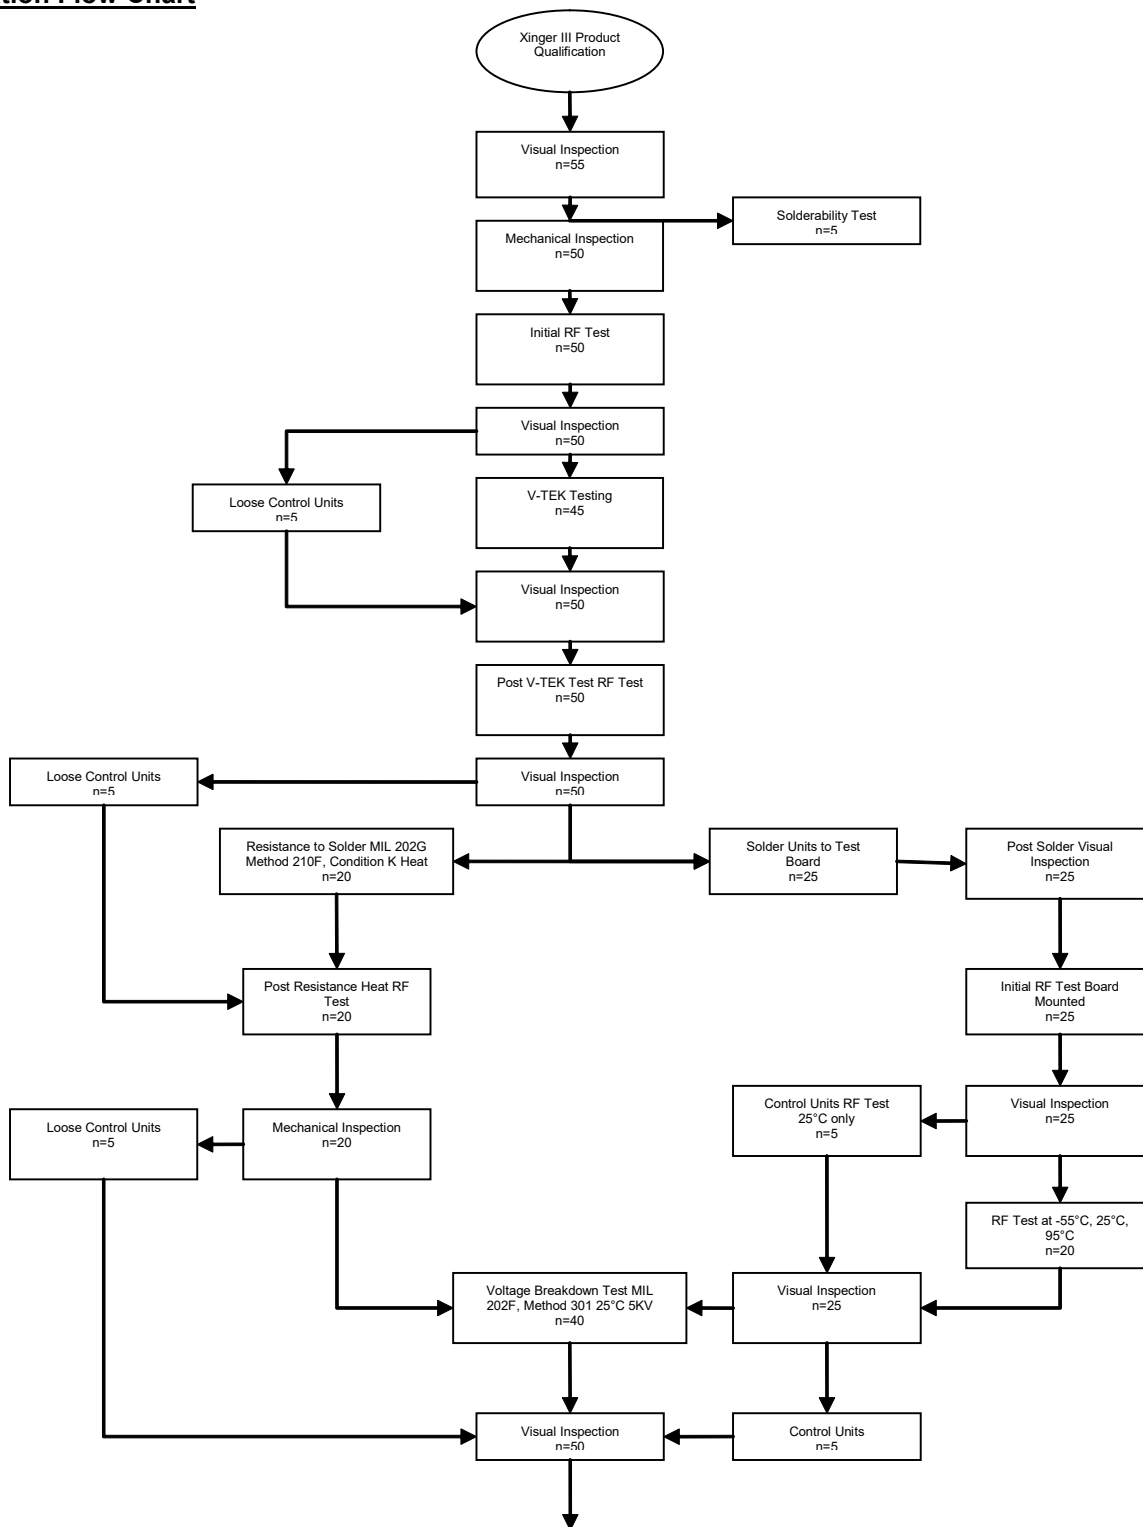 Flow Chart
Xinger III Product
Qualification
Visual Inspection
n=55
Solderability Test
n=5
Mechanical Inspection
n=50
Initial RF Test
n=50
Visual Inspection
n=50
Loose Control Units
n=5
V-TEK Testing
n=45
Visual Inspection
n=50
Post V-TEK Test RF Test
n=50
Loose Control Units
n=5
Visual Inspection
n=50
Resistance to Solder MIL 202G
Method 210F, Condition K Heat
n=20
Solder Units to Test
Board
n=25
Post Solder Visual
Inspection
n=25
Post Resistance Heat RF
Test
n=20
Initial RF Test Board
Mounted
n=25
Loose Control Units
n=5
Mechanical Inspection
n=20
Control Units RF Test
25°C only
n=5
Visual Inspection
n=25
RF Test at -55°C, 25°C,
95°C
n=20
Voltage Breakdown Test MIL
202F, Method 301 25°C 5KV
n=40
Visual Inspection
n=25
Visual Inspection
n=50
Control Units
n=5